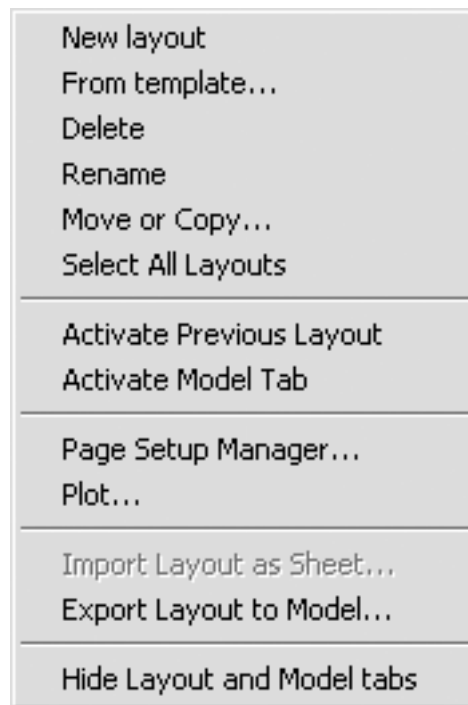 New layout
From template...
Delete
Rename
Move or Copy...
Select All Layouts
Activate Previous Layout
Activate Model Tab
Page Setup Manager...
Plot...
Import Layout as Sheet...
Export Layout to Model...
Hide Layout and Model tabs